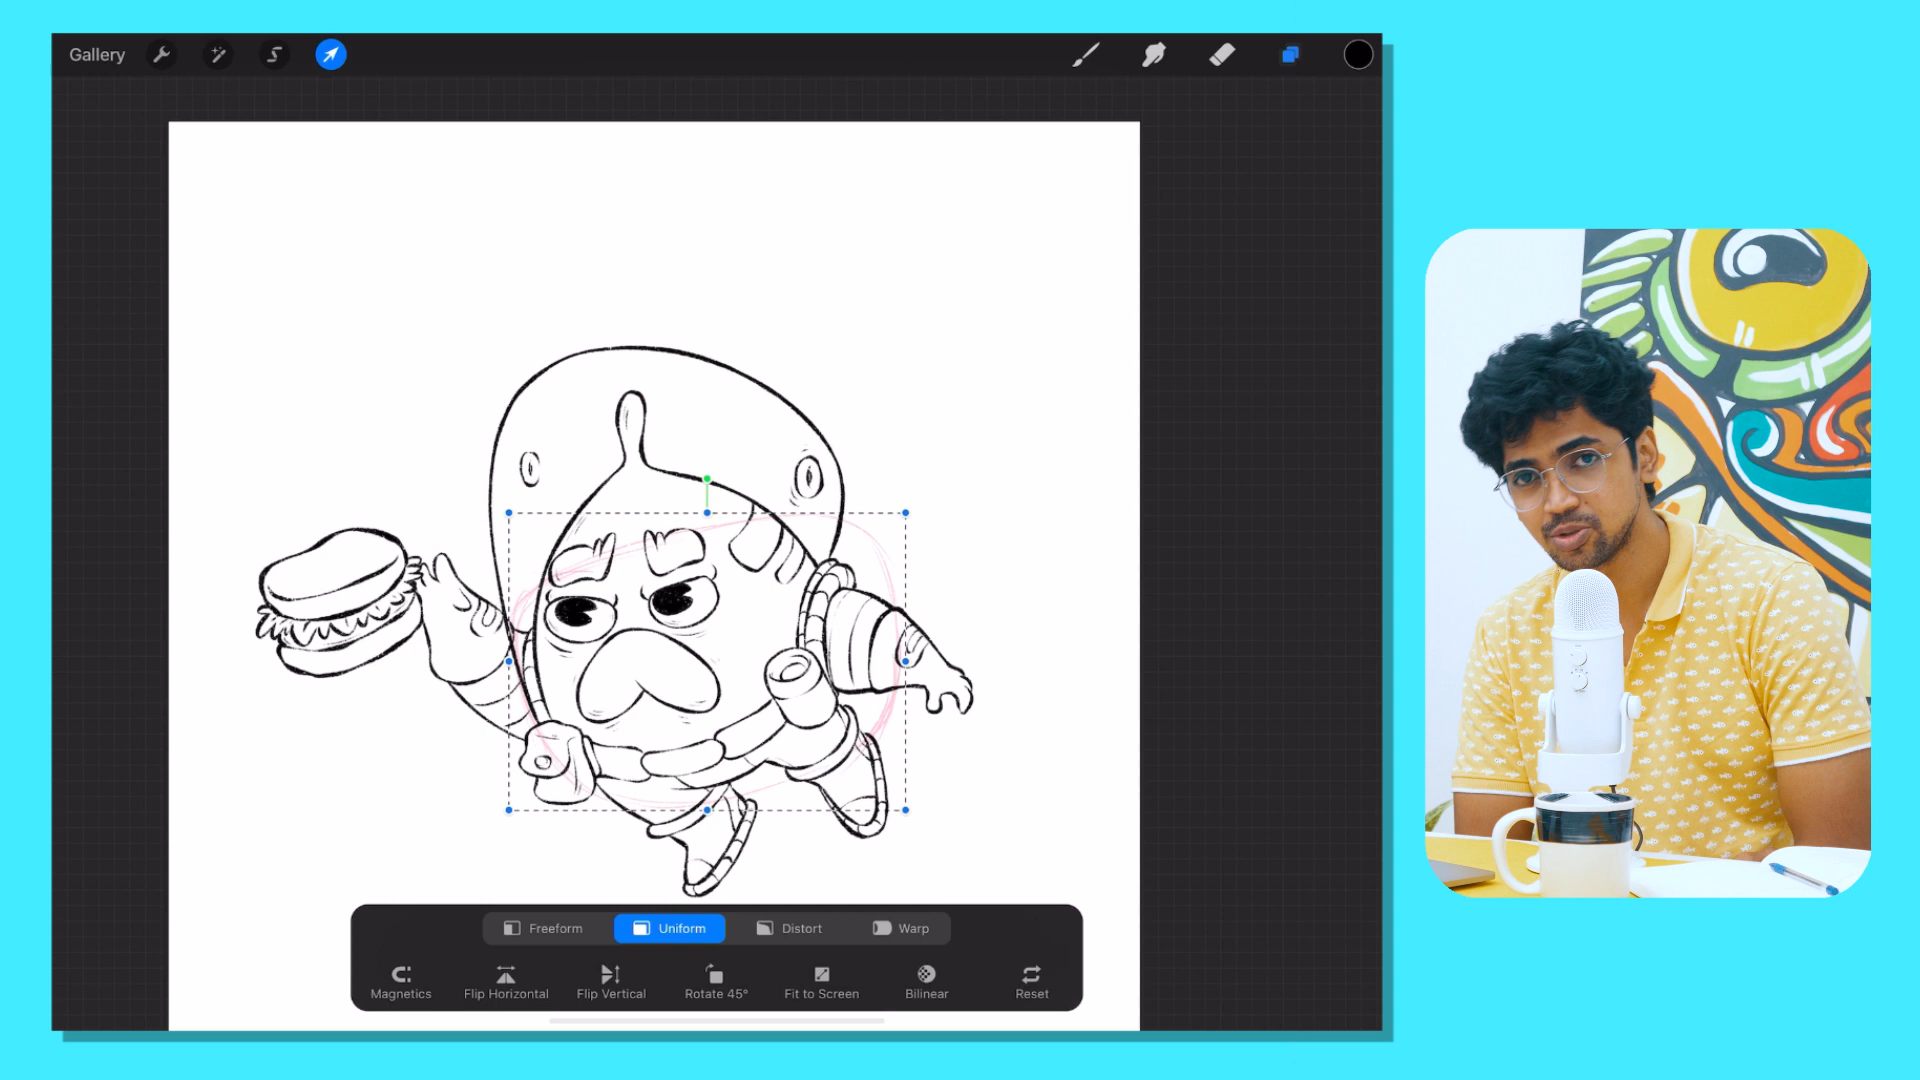 Gallery
Freeform Uniform Distort Warp
Magnetics Flip Horizontal Flip Vertical Rotate 45° Fit to Screen Bilinear Reset